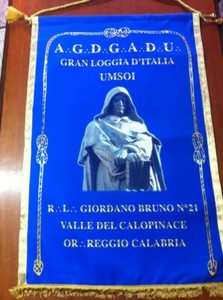 A∴G∴D∴G∴A∴D∴U∴
GRAN LOGGIA D'ITALIA
UMSOI
R∴L∴ GIORDANO BRUNO N°21
VALLE DEL CALOPINACE
OR∴ REGGIO CALABRIA